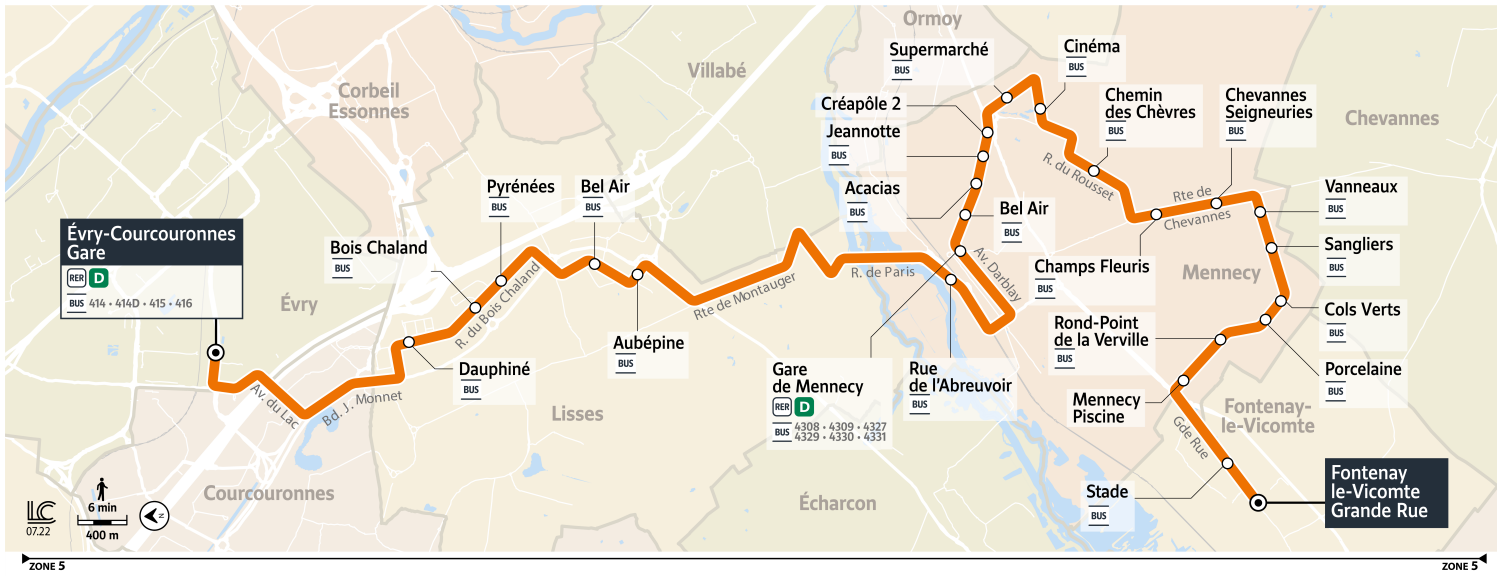 Ormoy
Supermarché
BUS
Cinéma
BUS
Villabé
Corbeil
Essonnes
Créapôle 2
Jeannotte
BUS
Chemin
des Chèvres
BUS
Chevannes
Seigneuries
BUS
Chevannes
R. du Rousset
Rte de
Chevannes
Pyrénées
BUS
Bel Air
BUS
Acacias
BUS
Bel Air
BUS
Vanneaux
BUS
Évry-Courcouronnes
Gare
RER D
BUS 414 • 414D • 415 • 416
Bois Chaland
BUS
Sangliers
BUS
Champs Fleuris
BUS
Mennecy
Évry
R. du Bois Chaland
Rte de Montauger
R. de Paris
Av. Darblay
Cols Verts
BUS
Rond-Point
de la Verville
BUS
Aubépine
BUS
Dauphiné
BUS
Gare
de Mennecy
RER D
BUS 4308 • 4309 • 4327
4329 • 4330 • 4331
Rue
de l'Abreuvoir
BUS
Porcelaine
BUS
Mennecy
Piscine
Av. du Lac
Bd. J. Monnet
Lisses
Fontenay-
le-Vicomte
Gde Rue
Courcouronnes
Écharcon
Stade
BUS
Fontenay
le-Vicomte
Grande Rue
LC
07.22
6 min
400 m
N
ZONE 5
ZONE 5